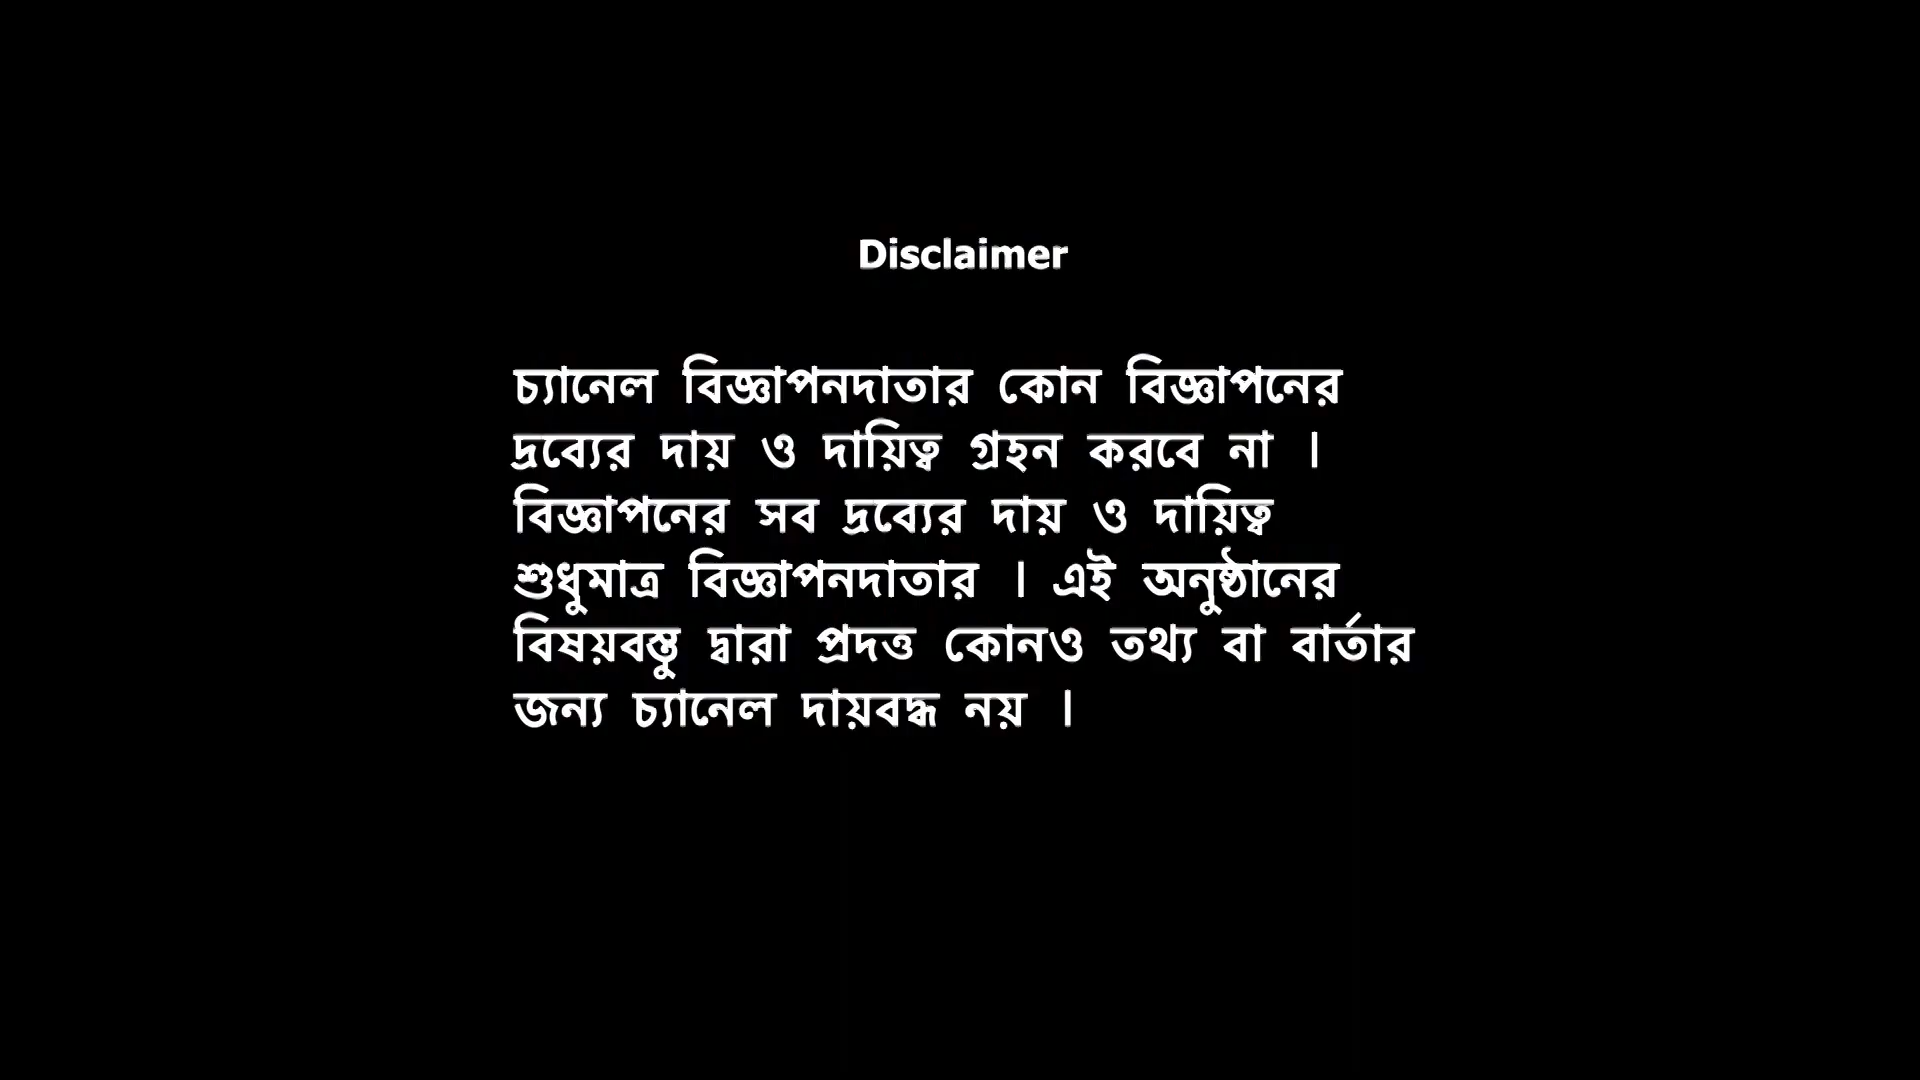 Disclaimer
চ্যানেল বিজ্ঞাপনদাতার কোন বিজ্ঞাপনের
দ্রব্যের দায় ও দায়িত্ব গ্রহন করবে না ।
বিজ্ঞাপনের সব দ্রব্যের দায় ও দায়িত্ব
শুধুমাত্র বিজ্ঞাপনদাতার । এই অনুষ্ঠানের
বিষয়বস্তু দ্বারা প্রদত্ত কোনও তথ্য বা বার্তার
জন্য চ্যানেল দায়বদ্ধ নয় ।